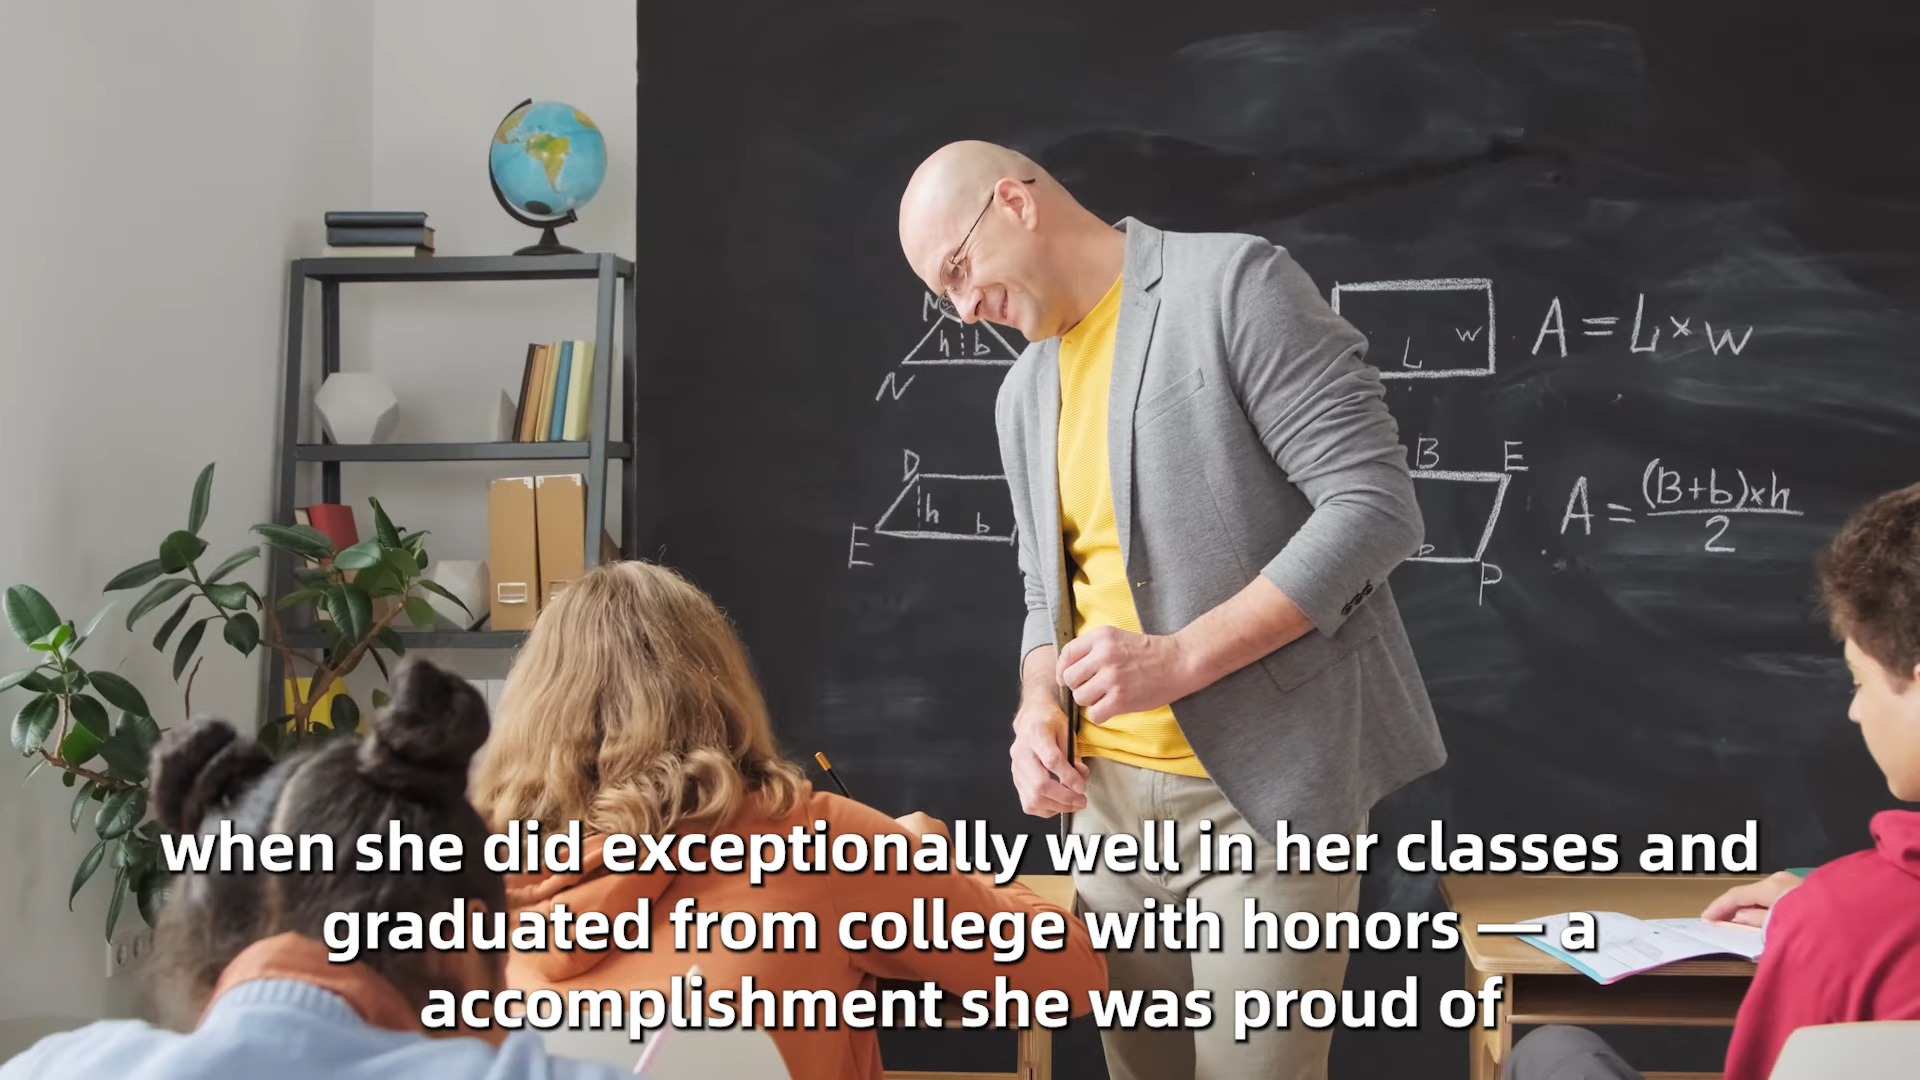 M
h b
N
L w
A = L × w
D
h b
E
B E
b
P
A = (B+b)×h
2
when she did exceptionally well in her classes and
graduated from college with honors — a
accomplishment she was proud of